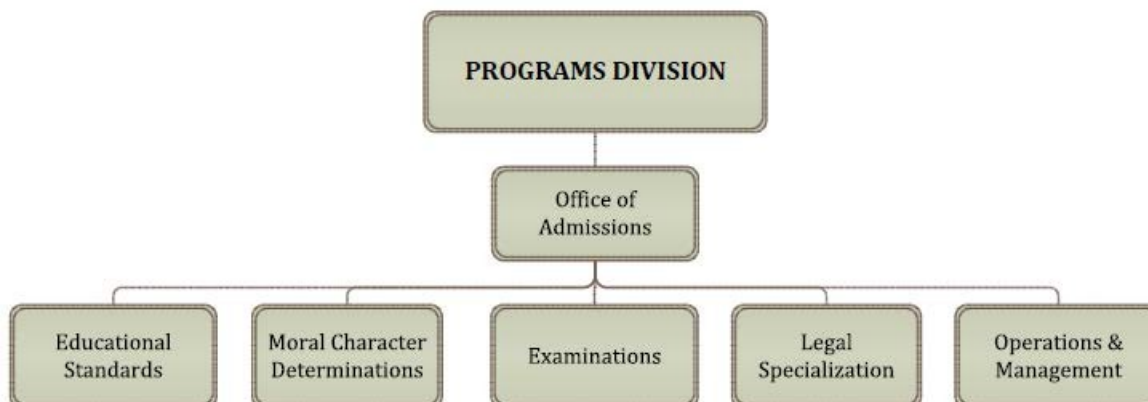 PROGRAMS DIVISION
Office of
Admissions
Educational
Standards
Moral Character
Determinations
Examinations
Legal
Specialization
Operations &
Management